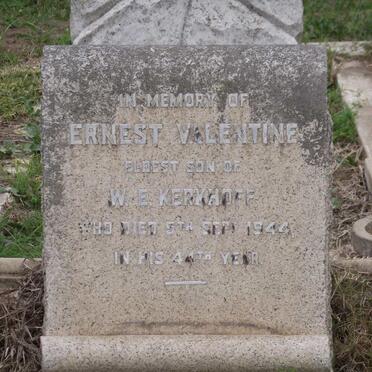 IN MEMORY OF
ERNEST VALENTINE
ELDEST SON OF
W. E. KERKHOFF
WHO DIED 5TH SEPT 1944
IN HIS 44TH YEAR